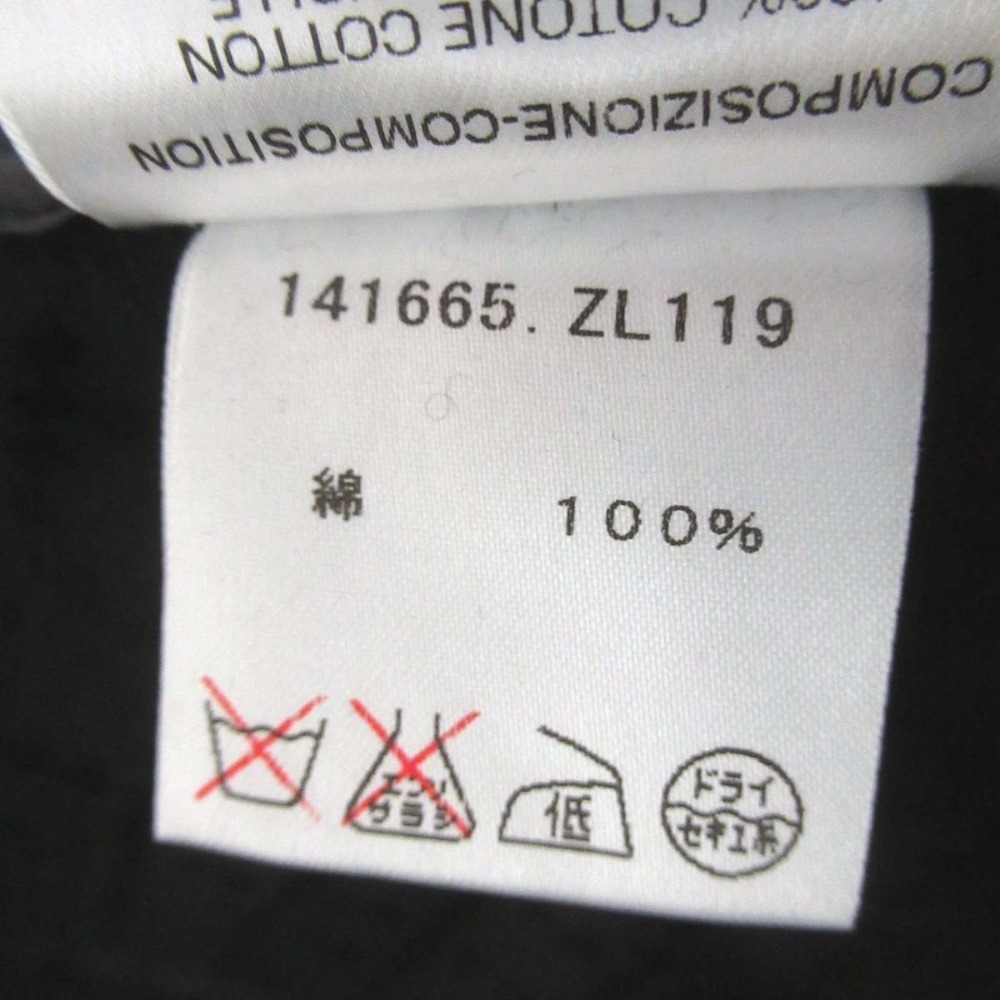 COMPOSIZIONE-COMPOSITION
100% COTONE COTTON
141665. ZL119
綿 100%
エンソ
サラシ
低
ドライ
セキユ系